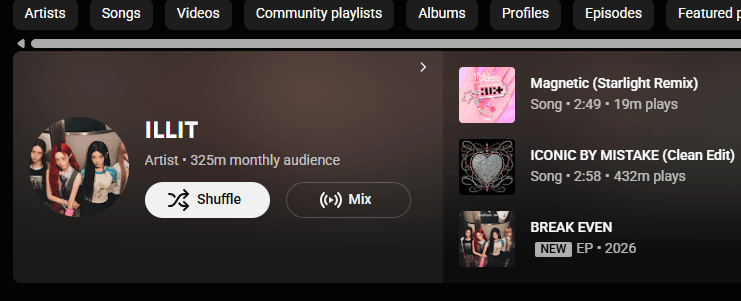 Artists
Songs
Videos
Community playlists
Albums
Profiles
Episodes
Featured
ILLIT
Artist • 325m monthly audience
Shuffle
Mix
Magnetic (Starlight Remix)
Song • 2:49 • 19m plays
ICONIC BY MISTAKE (Clean Edit)
Song • 2:58 • 432m plays
BREAK EVEN
NEW EP • 2026